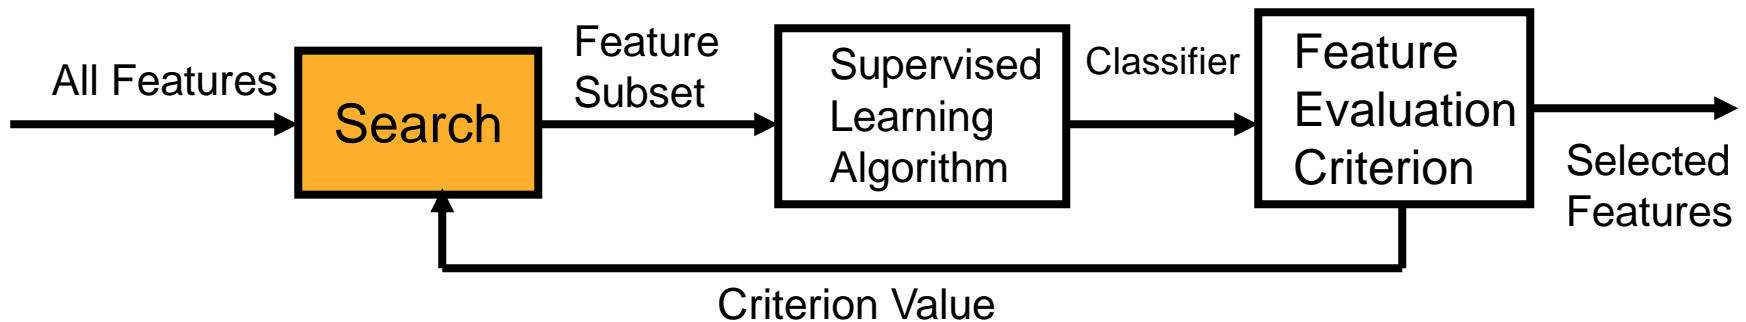 All Features
Search
Feature
Subset
Supervised
Learning
Algorithm
Classifier
Feature
Evaluation
Criterion
Selected
Features
Criterion Value